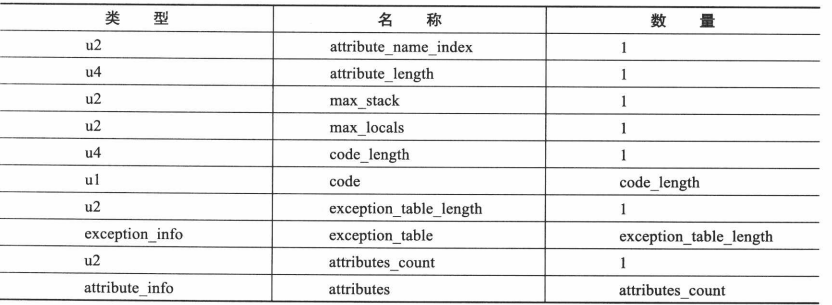 类 型 名 称 数 量
u2 attribute_name_index 1
u4 attribute_length 1
u2 max_stack 1
u2 max_locals 1
u4 code_length 1
u1 code code_length
u2 exception_table_length 1
exception_info exception_table exception_table_length
u2 attributes_count 1
attribute_info attributes attributes_count